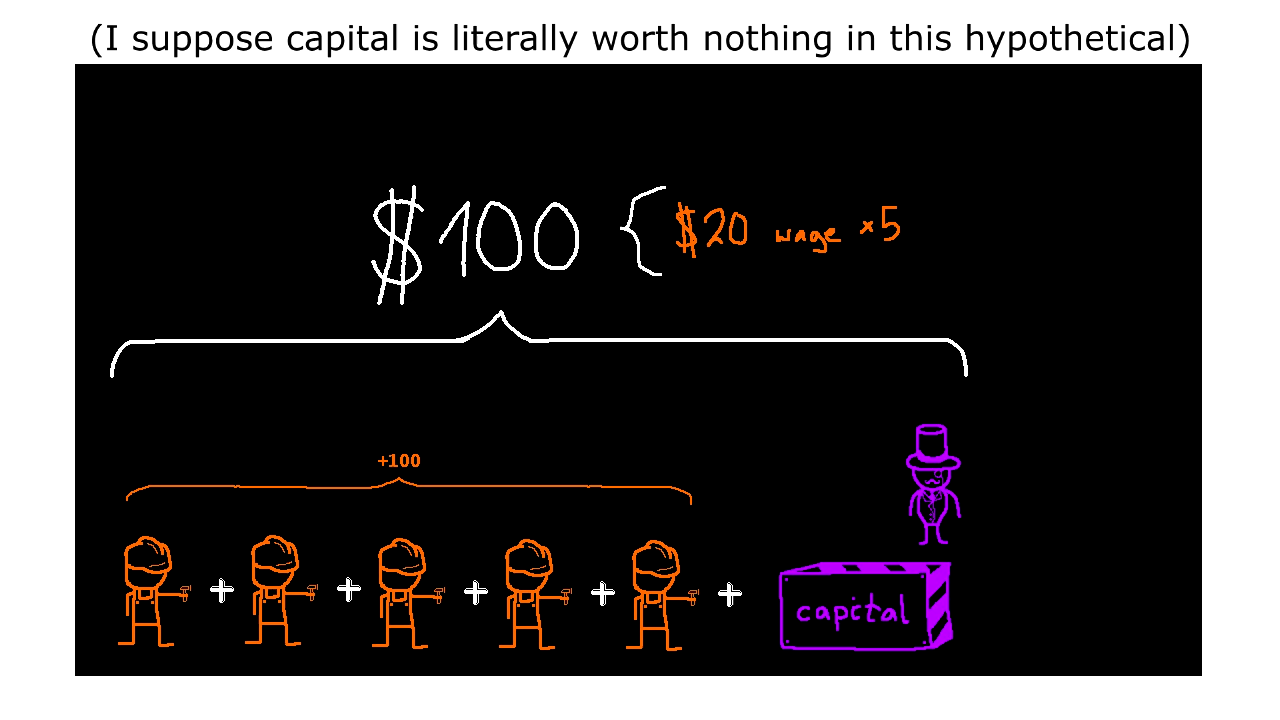 (I suppose capital is literally worth nothing in this hypothetical)
$100 { $20 wage ×5
+100
+ + + + +
capital